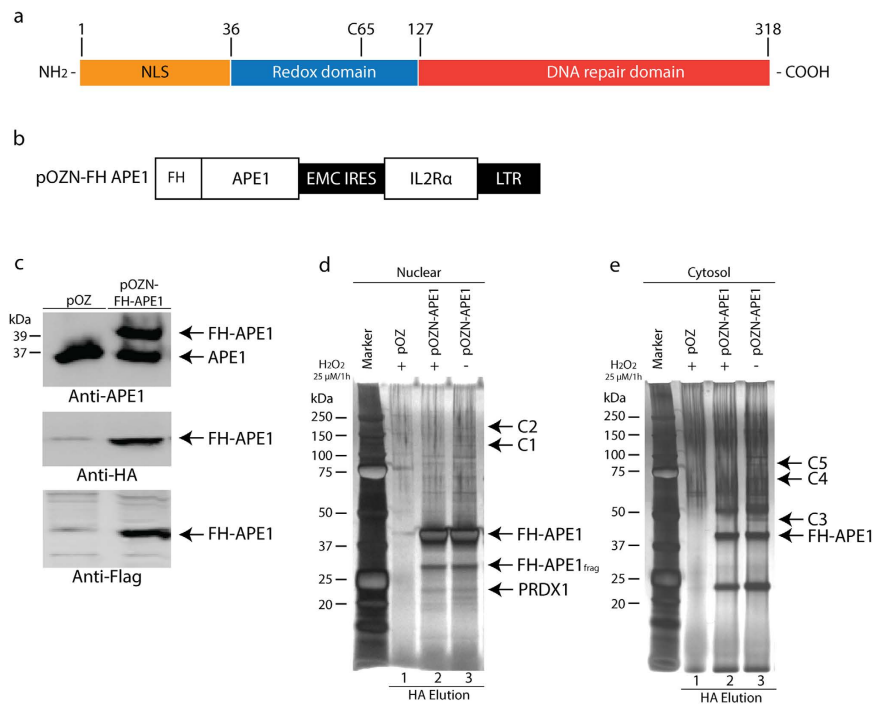 a
1 36 C65 127 318
NH2 - NLS Redox domain DNA repair domain - COOH
b
pOZN-FH APE1 FH APE1 EMC IRES IL2Rα LTR
c
pOZ pOZN-FH-APE1
kDa
39
37
FH-APE1
APE1
Anti-APE1
FH-APE1
Anti-HA
FH-APE1
Anti-Flag
d
Nuclear
Marker
+ pOZ
+ pOZN-APE1
- pOZN-APE1
H2O2
25 µM/1h
kDa
250
150
100
75
50
37
25
20
C2
C1
FH-APE1
FH-APE1frag
PRDX1
1 2 3
HA Elution
e
Cytosol
Marker
+ pOZ
+ pOZN-APE1
- pOZN-APE1
H2O2
25 µM/1h
kDa
250
150
100
75
50
37
25
20
C5
C4
C3
FH-APE1
1 2 3
HA Elution